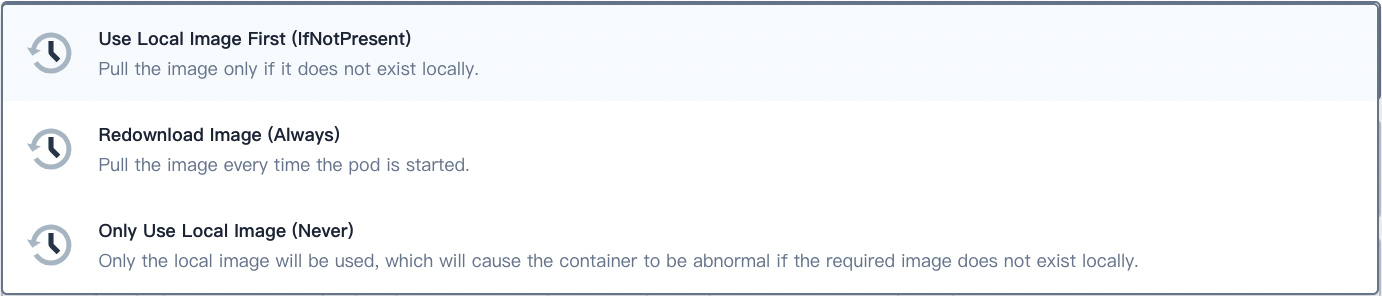 Use Local Image First (IfNotPresent)
Pull the image only if it does not exist locally.
Redownload Image (Always)
Pull the image every time the pod is started.
Only Use Local Image (Never)
Only the local image will be used, which will cause the container to be abnormal if the required image does not exist locally.